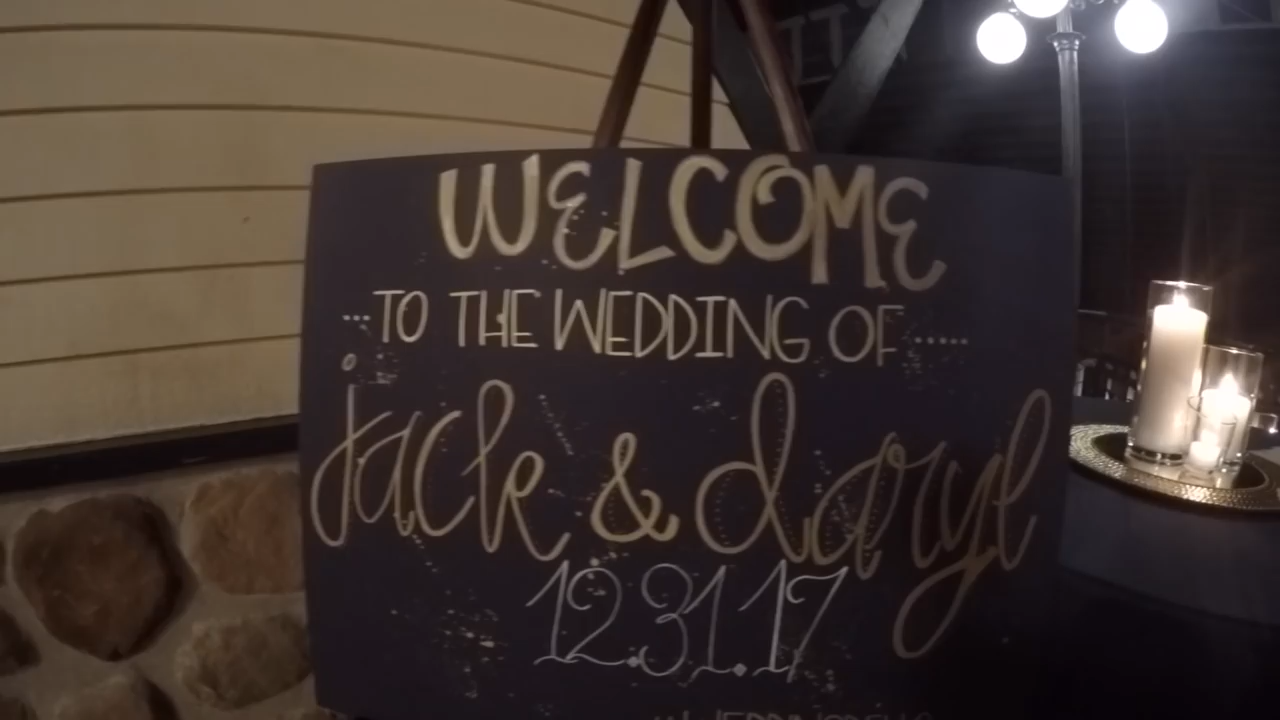 WELCOME
...TO THE WEDDING OF.....
jack & daryl
12.31.17